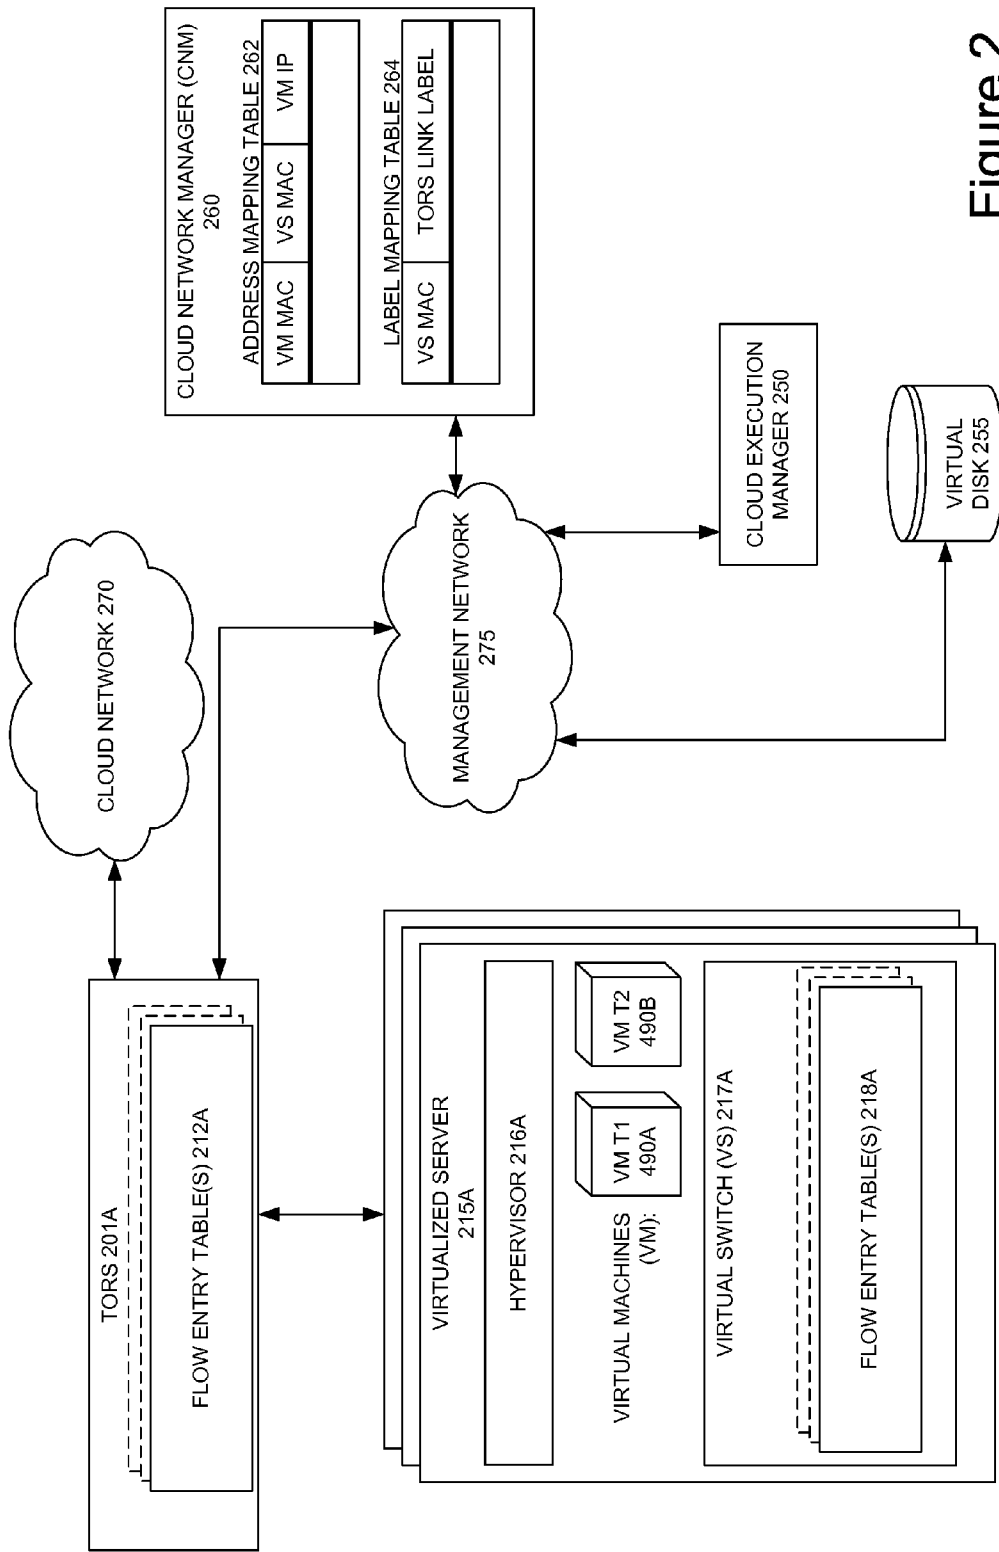 TORS 201A
FLOW ENTRY TABLE(S) 212A
CLOUD NETWORK 270
CLOUD NETWORK MANAGER (CNM)
260
ADDRESS MAPPING TABLE 262
VM MAC
VS MAC
VM IP
LABEL MAPPING TABLE 264
VS MAC
TORS LINK LABEL
MANAGEMENT NETWORK
275
VIRTUALIZED SERVER
215A
HYPERVISOR 216A
VIRTUAL MACHINES
(VM):
VM T1
490A
VM T2
490B
VIRTUAL SWITCH (VS) 217A
FLOW ENTRY TABLE(S) 218A
CLOUD EXECUTION
MANAGER 250
VIRTUAL
DISK 255
Figure 2